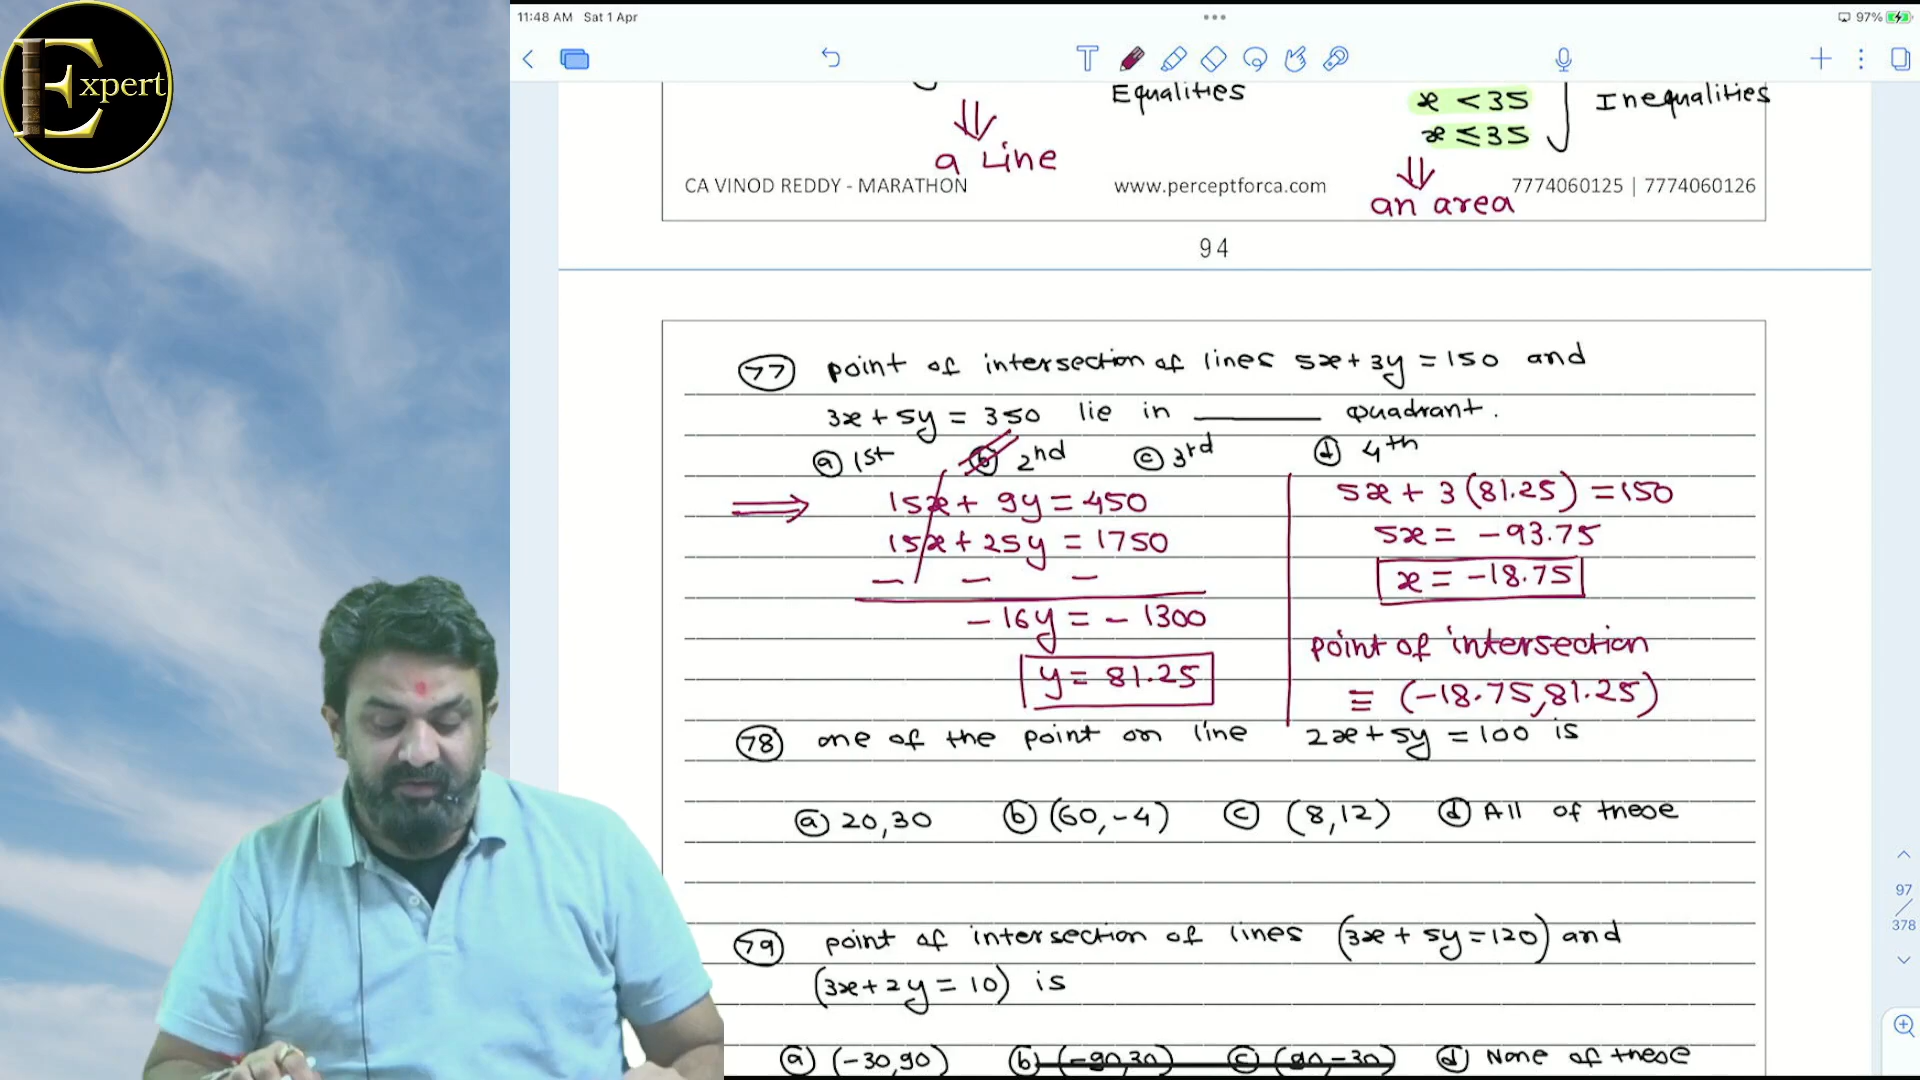 11:48 AM Sat 1 Apr
97%
Expert
Equalities
x < 35
x ≤ 35
Inequalities
a Line
an area
CA VINOD REDDY - MARATHON www.perceptforca.com 7774060125 | 7774060126
94
77 point of intersection of lines 5x + 3y = 150 and
3x + 5y = 350 lie in ______ quadrant.
a 1st b 2nd c 3rd d 4th
⇒ 15x + 9y = 450
15x + 25y = 1750
− − −
−16y = −1300
y = 81.25
5x + 3(81.25) = 150
5x = −93.75
x = −18.75
point of intersection
≡ (−18.75, 81.25)
78 one of the point on line 2x + 5y = 100 is
a 20,30 b (60,−4) c (8,12) d All of these
79 point of intersection of lines (3x + 5y = 120) and
(3x + 2y = 10) is
a (−30,90) b (−90,30) c (90,−30) d None of these
97
378